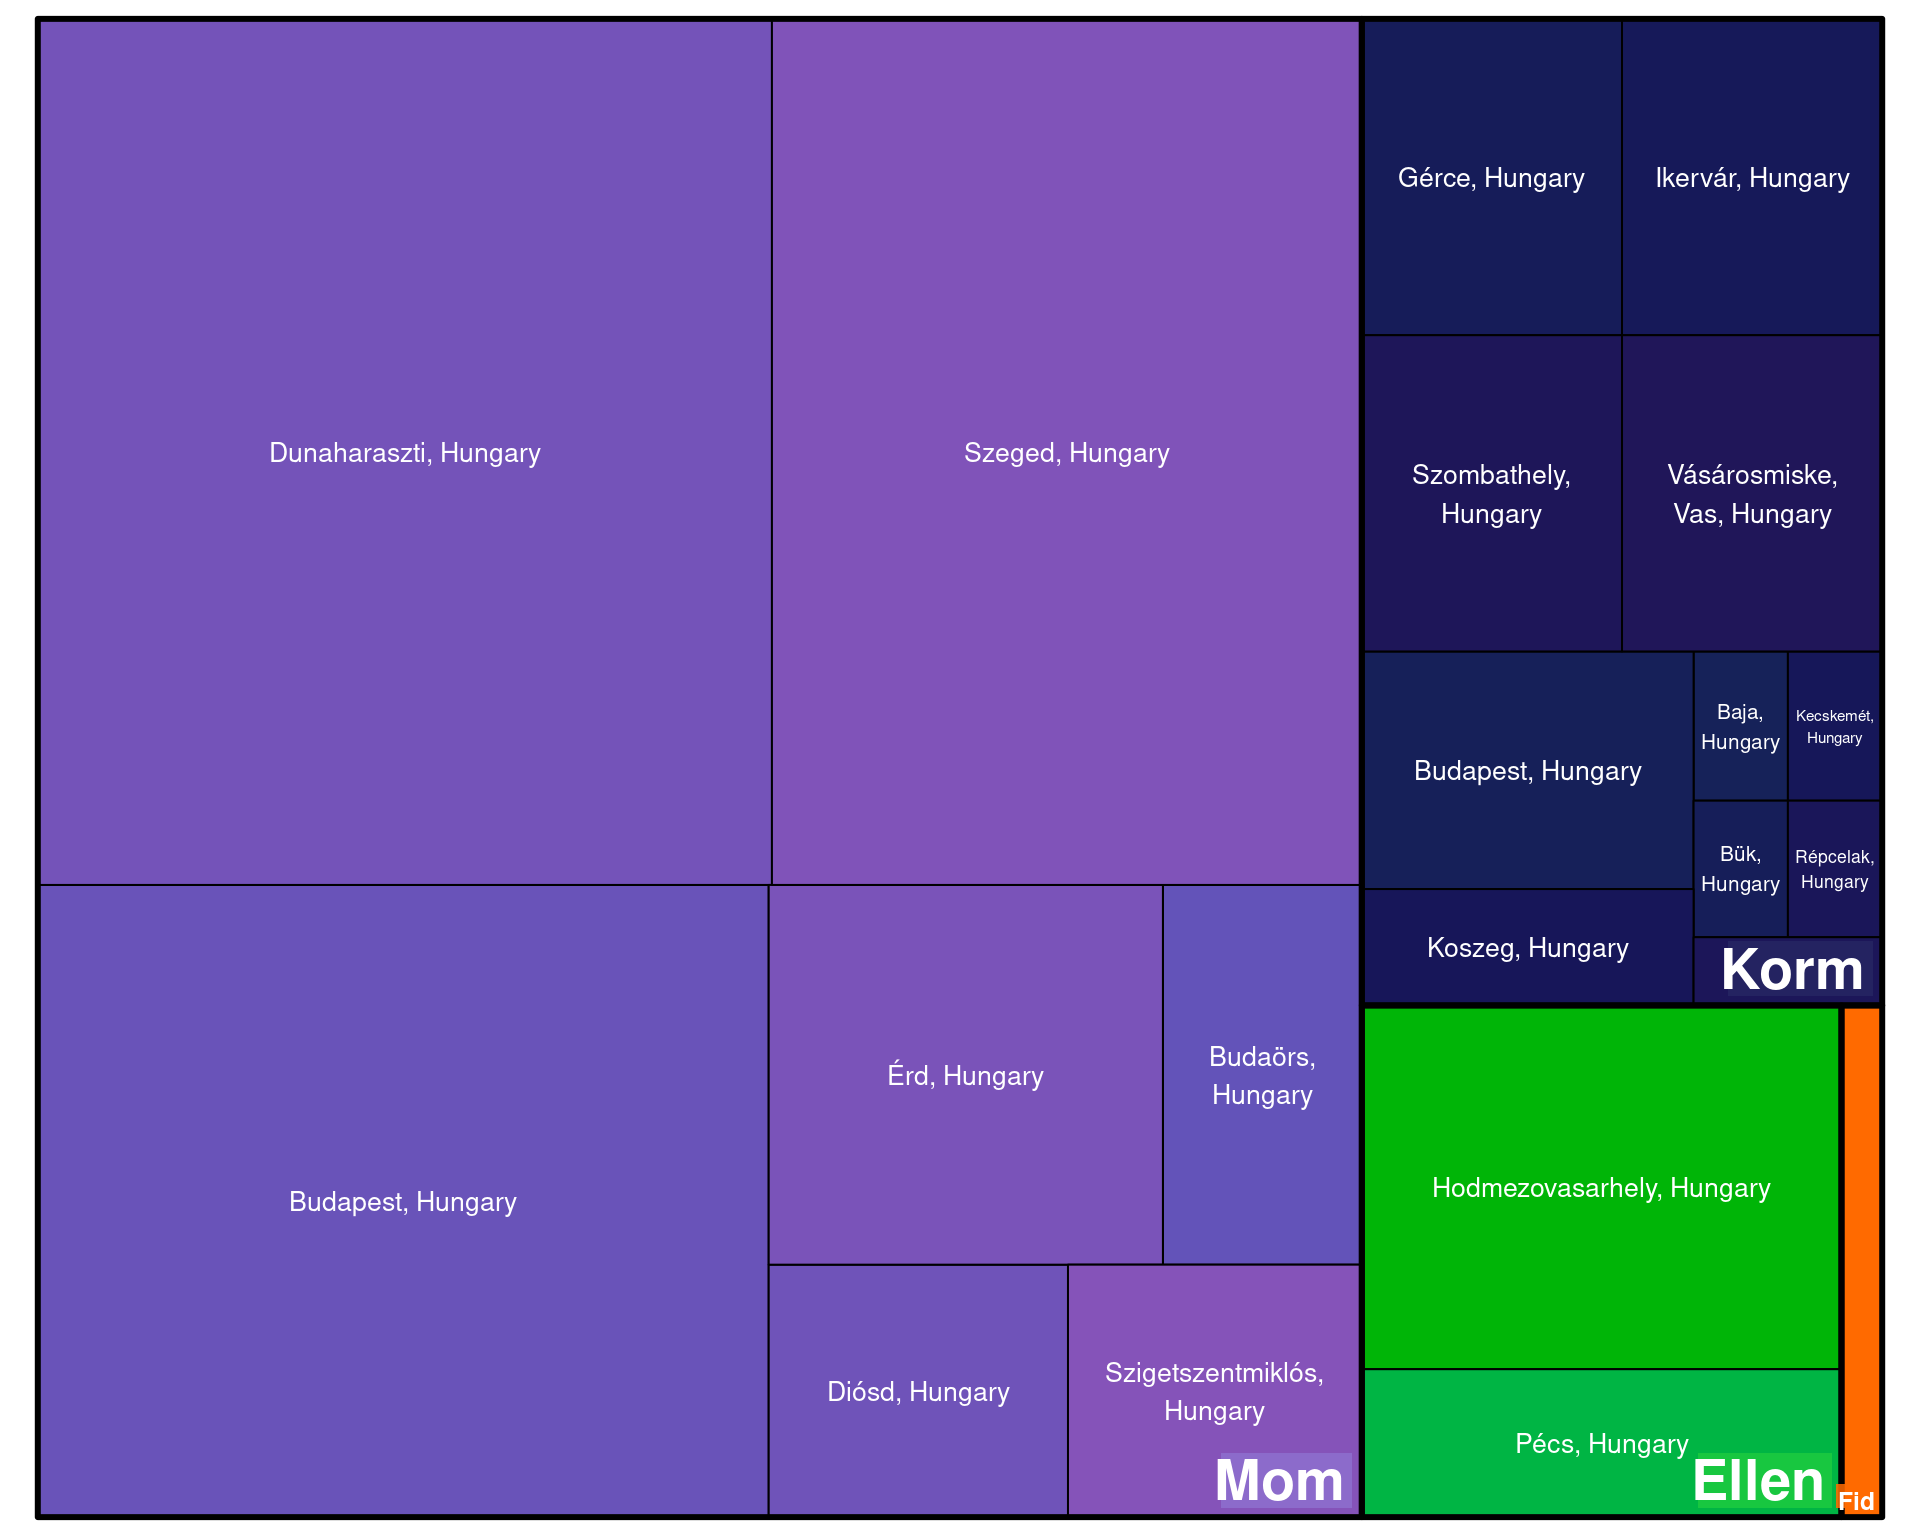 Dunaharaszti, Hungary
Szeged, Hungary
Budapest, Hungary
Érd, Hungary
Budaörs,
Hungary
Diósd, Hungary
Szigetszentmiklós,
Hungary
Mom
Gérce, Hungary
Ikervár, Hungary
Szombathely,
Hungary
Vásárosmiske,
Vas, Hungary
Budapest, Hungary
Baja,
Hungary
Kecskemét,
Hungary
Bük,
Hungary
Répcelak,
Hungary
Koszeg, Hungary
Korm
Hodmezovasarhely, Hungary
Pécs, Hungary
Ellen
Fid